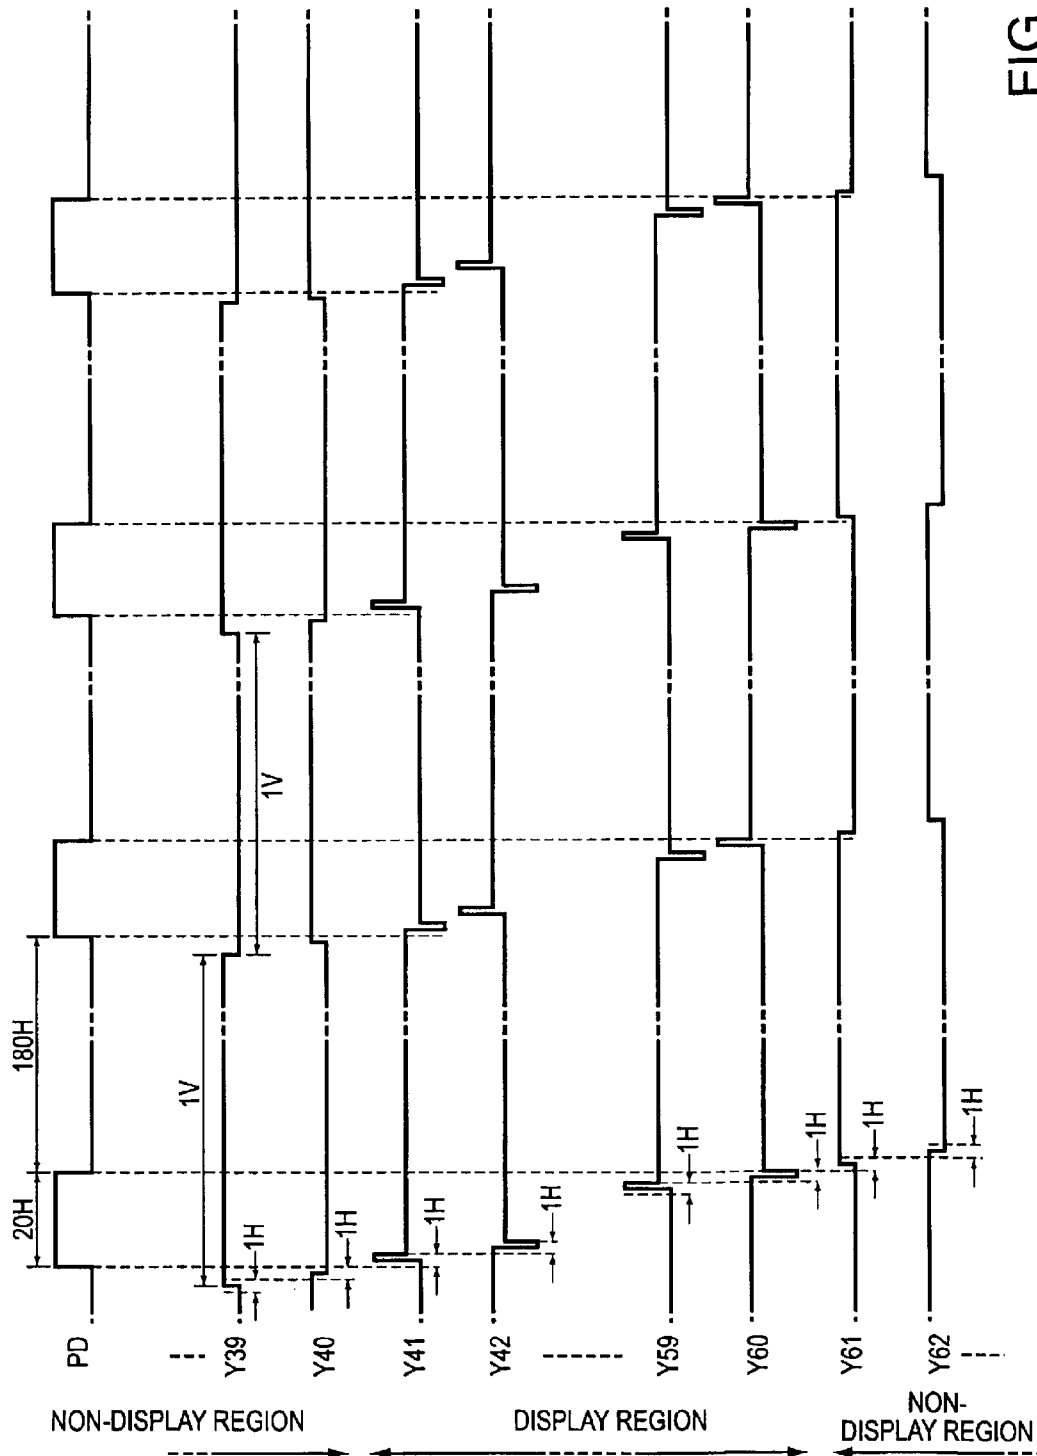 FIG
20H
180H
PD
1V
1V
1H
Y39
1H
Y40
1H
Y41
1H
Y42
1H
Y59
1H
Y60
1H
Y61
1H
Y62
NON-DISPLAY REGION
DISPLAY REGION
NON-
DISPLAY REGION